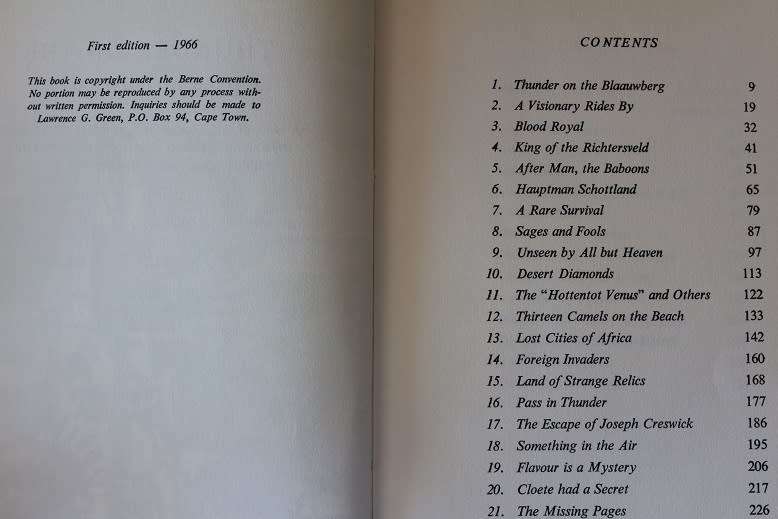 First edition — 1966
This book is copyright under the Berne Convention.
No portion may be reproduced by any process with-
out written permission. Inquiries should be made to
Lawrence G. Green, P.O. Box 94, Cape Town.
CONTENTS
1. Thunder on the Blaauwberg 9
2. A Visionary Rides By 19
3. Blood Royal 32
4. King of the Richtersveld 41
5. After Man, the Baboons 51
6. Hauptman Schottland 65
7. A Rare Survival 79
8. Sages and Fools 87
9. Unseen by All but Heaven 97
10. Desert Diamonds 113
11. The "Hottentot Venus" and Others 122
12. Thirteen Camels on the Beach 133
13. Lost Cities of Africa 142
14. Foreign Invaders 160
15. Land of Strange Relics 168
16. Pass in Thunder 177
17. The Escape of Joseph Creswick 186
18. Something in the Air 195
19. Flavour is a Mystery 206
20. Cloete had a Secret 217
21. The Missing Pages 226